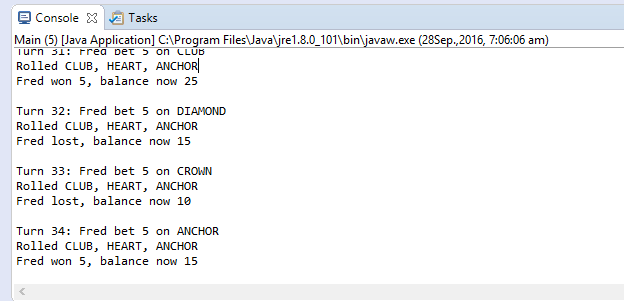 Console Tasks
Main (5) [Java Application] C:\Program Files\Java\jre1.8.0_101\bin\javaw.exe (28Sep.,2016, 7:06:06 am)
Turn 31: Fred bet 5 on CLUB
Rolled CLUB, HEART, ANCHOR
Fred won 5, balance now 25
Turn 32: Fred bet 5 on DIAMOND
Rolled CLUB, HEART, ANCHOR
Fred lost, balance now 15
Turn 33: Fred bet 5 on CROWN
Rolled CLUB, HEART, ANCHOR
Fred lost, balance now 10
Turn 34: Fred bet 5 on ANCHOR
Rolled CLUB, HEART, ANCHOR
Fred won 5, balance now 15